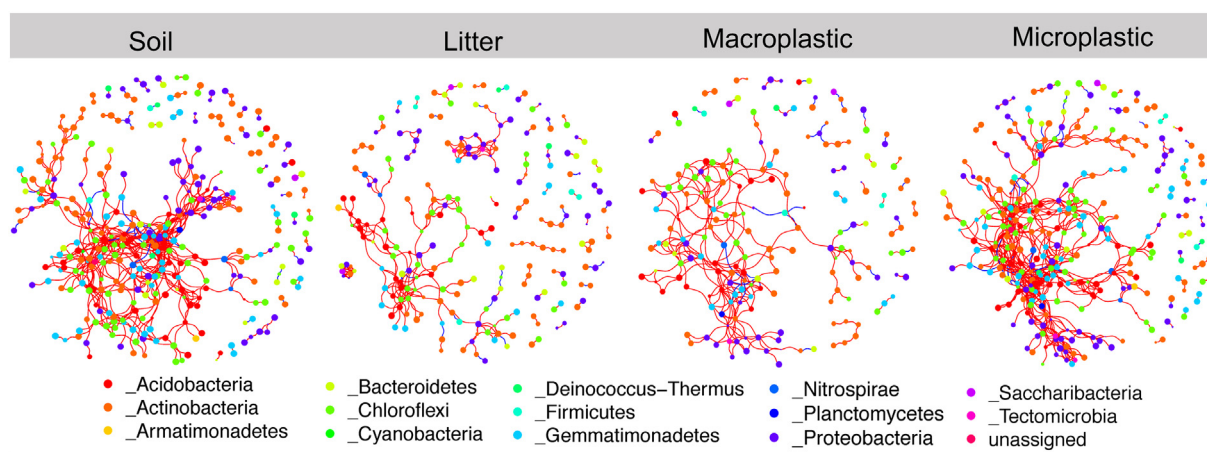 Soil Litter Macroplastic Microplastic
_Acidobacteria _Bacteroidetes _Deinococcus−Thermus _Nitrospirae _Saccharibacteria
_Actinobacteria _Chloroflexi _Firmicutes _Planctomycetes _Tectomicrobia
_Armatimonadetes _Cyanobacteria _Gemmatimonadetes _Proteobacteria unassigned